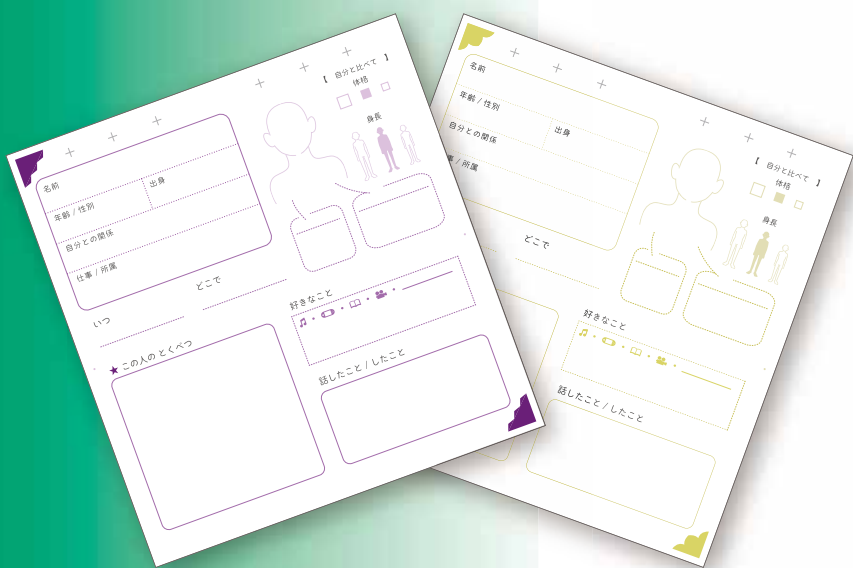 【 自分と比べて 】
体格
身長
名前
年齢 / 性別
出身
自分との関係
仕事 / 所属
いつ
どこで
★ この人の とくべつ
好きなこと
話したこと / したこと
名前
年齢 / 性別
出身
自分との関係
事 / 所属
どこで
【 自分と比べて 】
体格
身長
好きなこと
話したこと / したこと